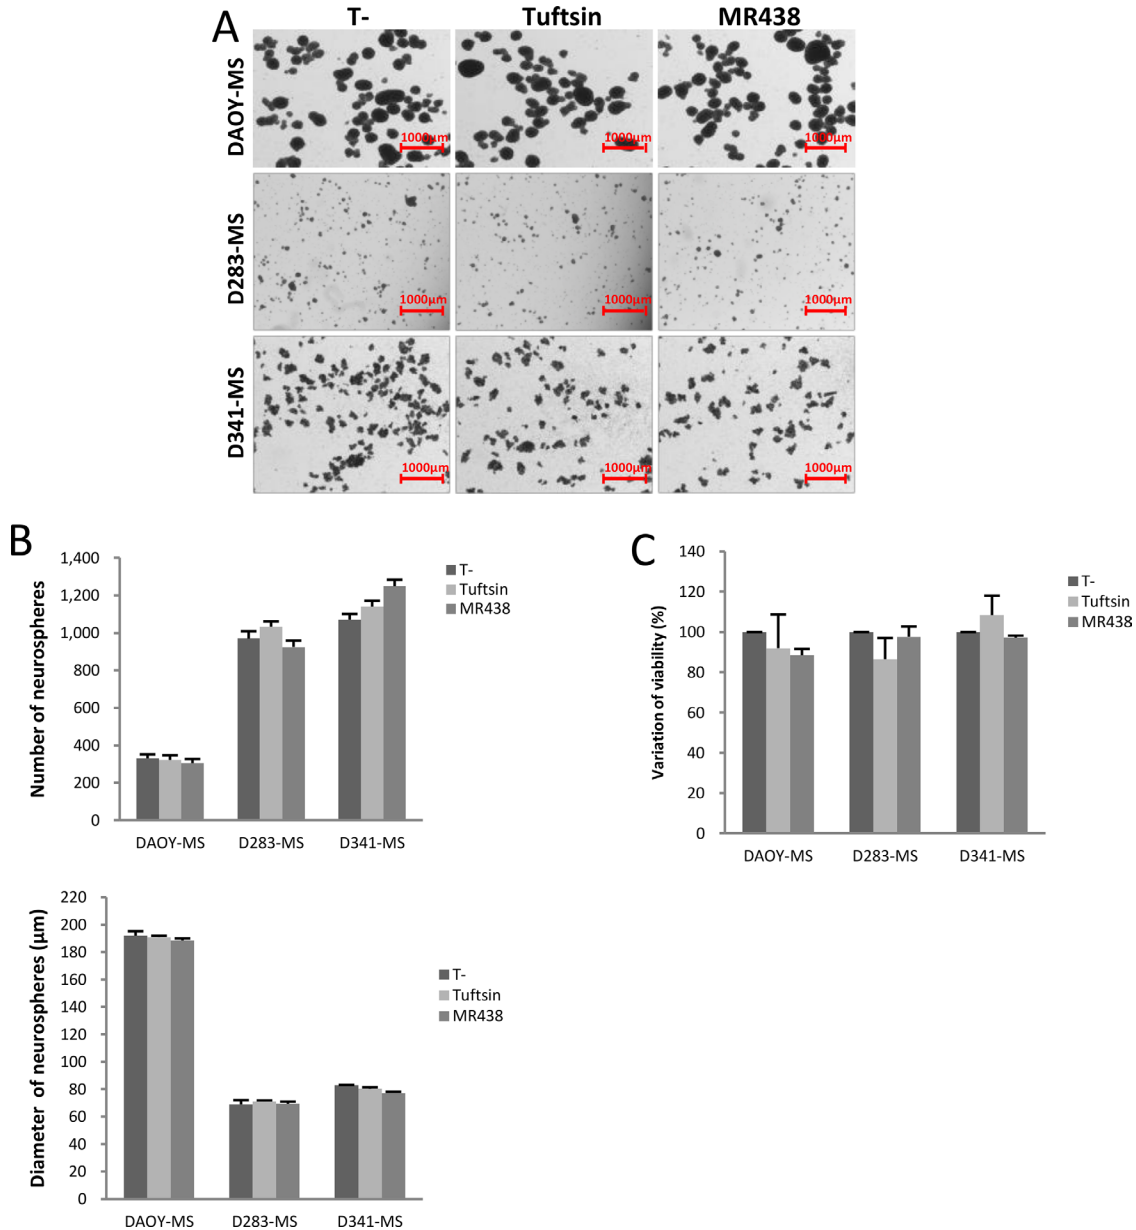 A
T-
Tuftsin
MR438
DAOY-MS
1000µm
1000µm
1000µm
D283-MS
1000µm
1000µm
1000µm
D341-MS
1000µm
1000µm
1000µm
B
Number of neurospheres
1,400
1,200
1,000
800
600
400
200
0
DAOY-MS
D283-MS
D341-MS
T-
Tuftsin
MR438
C
Variation of viability (%)
140
120
100
80
60
40
20
0
DAOY-MS
D283-MS
D341-MS
T-
Tuftsin
MR438
Diameter of neurospheres (µm)
220
200
180
160
140
120
100
80
60
40
20
0
DAOY-MS
D283-MS
D341-MS
T-
Tuftsin
MR438